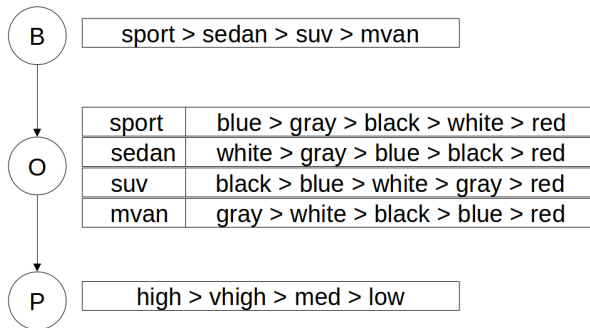 B sport > sedan > suv > mvan
sport blue > gray > black > white > red
sedan white > gray > blue > black > red
O
suv black > blue > white > gray > red
mvan gray > white > black > blue > red
P high > vhigh > med > low